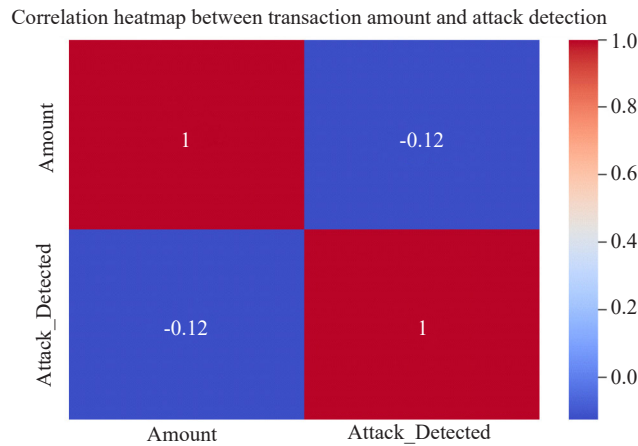 Correlation heatmap between transaction amount and attack detection
Amount
1
-0.12
Attack_Detected
-0.12
1
Amount
Attack_Detected
1.0
0.8
0.6
0.4
0.2
0.0